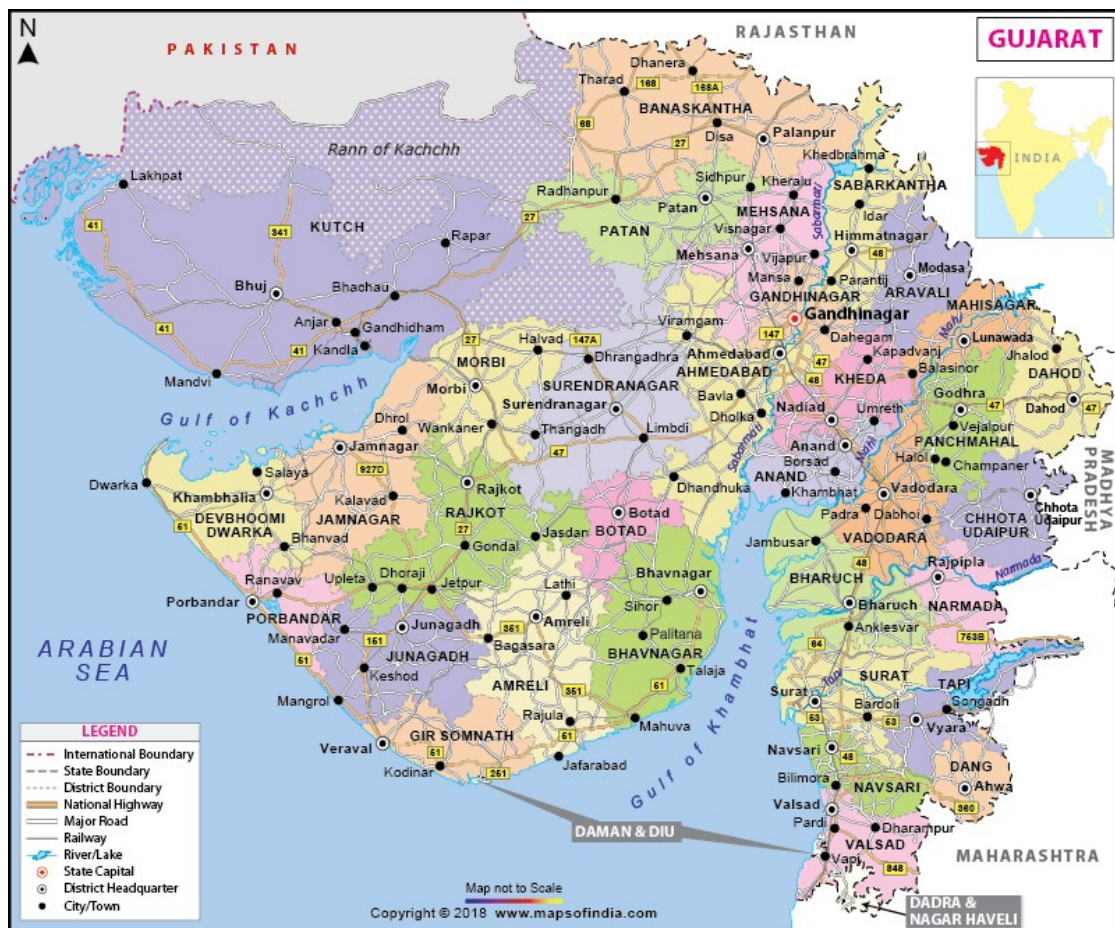 N
PAKISTAN
RAJASTHAN
GUJARAT
INDIA
Dhanera
Tharad
168
168A
BANASKANTHA
68
Disa
Palanpur
27
Rann of Kachchh
Khedbrahma
Lakhpat
Radhanpur
Sidhpur
Kheralu
SABARKANTHA
Patan
MEHSANA
Sabarmati
Idar
KUTCH
27
PATAN
Visnagar
41
341
Rapar
Mehsana
Vijapur
Himmatnagar
48
Mansa
Parantij
Modasa
Bhuj
Bhachau
GANDHINAGAR
ARAVALI
MAHISAGAR
Anjar
Gandhidham
Viramgam
Gandhinagar
Mahi
41
Kandla
27
147A
147
Dahegam
Lunawada
41
Halvad
Dhrangadhra
Ahmedabad
47
Kapadvanj
Jhalod
MORBI
AHMEDABAD
48
KHEDA
Balasinor
DAHOD
Mandvi
Morbi
SURENDRANAGAR
Bavla
Godhra
Gulf of Kachchh
Surendranagar
Dholka
Nadiad
Umreth
47
Dahod
47
Dhrol
Wankaner
Thangadh
Limbdi
Sabarmati
Anand
Mahi
Vejalpur
PANCHMAHAL
Jamnagar
47
Borsad
Halol
Champaner
MADHYA
PRADESH
Salaya
927D
Dhandhuka
ANAND
Dwarka
Khambhalia
Kalavad
Rajkot
Khambhat
Vadodara
51
DEVBHOOMI
DWARKA
JAMNAGAR
RAJKOT
Botad
BOTAD
Padra
Dabhoi
Chhota
Udaipur
27
Jasdan
Jambusar
VADODARA
CHHOTA
UDAIPUR
Bhanvad
Gondal
48
Ranavav
Upleta
Dhoraji
Jetpur
Lathi
Bhavnagar
BHARUCH
Rajpipla
Narmada
Porbandar
PORBANDAR
Sihor
Bharuch
NARMADA
Manavadar
151
Junagadh
351
Amreli
Palitana
Anklesvar
753B
ARABIAN
SEA
51
JUNAGADH
Bagasara
BHAVNAGAR
64
Keshod
AMRELI
351
51
Talaja
Gulf of Khambhat
Tapi
SURAT
TAPI
Mangrol
Surat
Bardoli
Songadh
Rajula
Mahuva
53
53
Vyara
Veraval
GIR SOMNATH
51
51
Navsari
48
DANG
Kodinar
251
Jafarabad
Bilimora
NAVSARI
Ahwa
360
Valsad
DAMAN & DIU
Pardi
Dharampur
VALSAD
Vapi
848
MAHARASHTRA
DADRA &
NAGAR HAVELI
LEGEND
International Boundary
State Boundary
District Boundary
National Highway
Major Road
Railway
River/Lake
State Capital
District Headquarter
City/Town
Map not to Scale
Copyright © 2018 www.mapsofindia.com